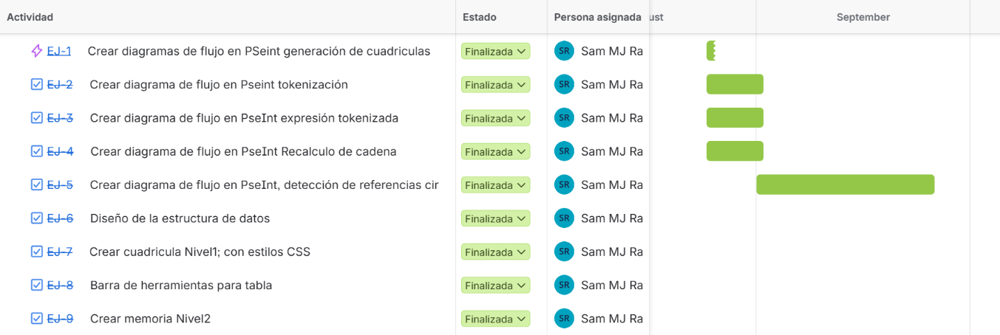 Actividad Estado Persona asignada ust September
EJ-1 Crear diagramas de flujo en PSeint generación de cuadriculas Finalizada SR Sam MJ Ra
EJ-2 Crear diagrama de flujo en Pseint tokenización Finalizada SR Sam MJ Ra
EJ-3 Crear diagrama de flujo en PseInt expresión tokenizada Finalizada SR Sam MJ Ra
EJ-4 Crear diagrama de flujo en PseInt Recalculo de cadena Finalizada SR Sam MJ Ra
EJ-5 Crear diagrama de flujo en PseInt, detección de referencias cir Finalizada SR Sam MJ Ra
EJ-6 Diseño de la estructura de datos Finalizada SR Sam MJ Ra
EJ-7 Crear cuadricula Nivel1; con estilos CSS Finalizada SR Sam MJ Ra
EJ-8 Barra de herramientas para tabla Finalizada SR Sam MJ Ra
EJ-9 Crear memoria Nivel2 Finalizada SR Sam MJ Ra